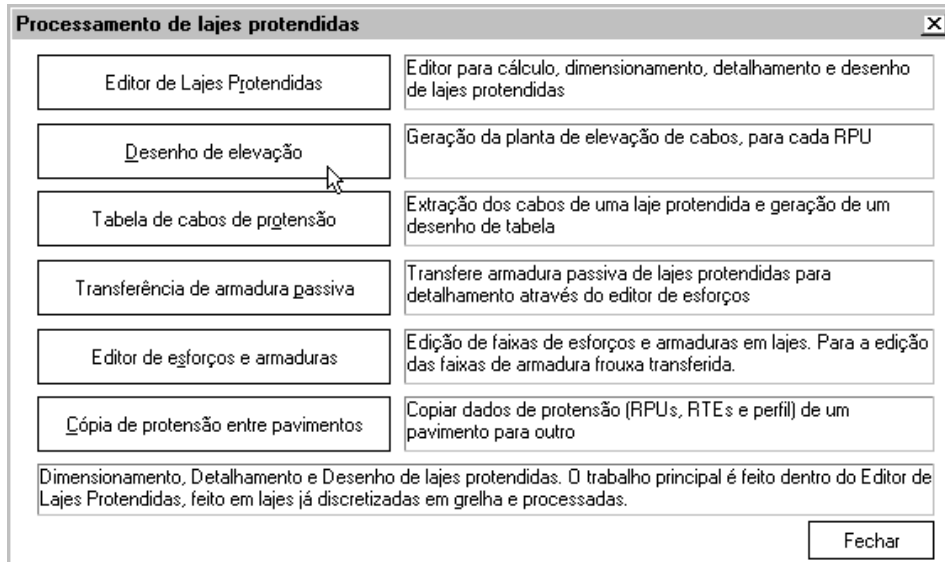 Processamento de lajes protendidas
Editor de Lajes Protendidas
Editor para cálculo, dimensionamento, detalhamento e desenho
de lajes protendidas
Desenho de elevação
Geração da planta de elevação de cabos, para cada RPU
Tabela de cabos de protensão
Extração dos cabos de uma laje protendida e geração de um
desenho de tabela
Transferência de armadura passiva
Transfere armadura passiva de lajes protendidas para
detalhamento através do editor de esforços
Editor de esforços e armaduras
Edição de faixas de esforços e armaduras em lajes. Para a edição
das faixas de armadura frouxa transferida.
Cópia de protensão entre pavimentos
Copiar dados de protensão (RPUs, RTEs e perfil) de um
pavimento para outro
Dimensionamento, Detalhamento e Desenho de lajes protendidas. O trabalho principal é feito dentro do Editor de
Lajes Protendidas, feito em lajes já discretizadas em grelha e processadas.
Fechar